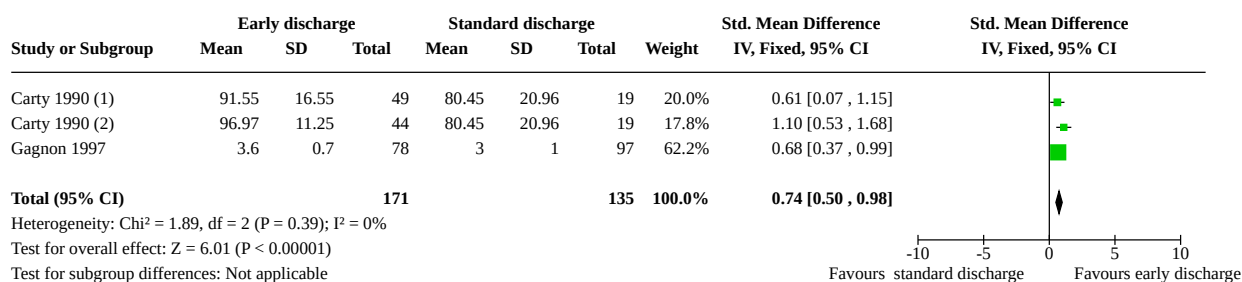 Early discharge Standard discharge Std. Mean Difference Std. Mean Difference
Study or Subgroup Mean SD Total Mean SD Total Weight IV, Fixed, 95% CI IV, Fixed, 95% CI
Carty 1990 (1) 91.55 16.55 49 80.45 20.96 19 20.0% 0.61 [0.07 , 1.15]
Carty 1990 (2) 96.97 11.25 44 80.45 20.96 19 17.8% 1.10 [0.53 , 1.68]
Gagnon 1997 3.6 0.7 78 3 1 97 62.2% 0.68 [0.37 , 0.99]
Total (95% CI) 171 135 100.0% 0.74 [0.50 , 0.98]
Heterogeneity: Chi² = 1.89, df = 2 (P = 0.39); I² = 0%
Test for overall effect: Z = 6.01 (P < 0.00001)
-10 -5 0 5 10
Test for subgroup differences: Not applicable
Favours standard discharge Favours early discharge